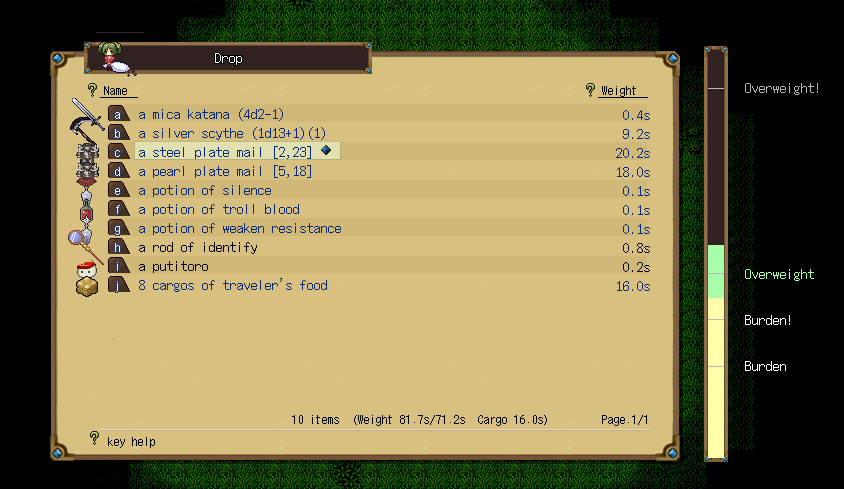 Drop
Name Weight
a a mica katana (4d2-1) 0.4s
b a silver scythe (1d13+1)(1) 9.2s
c a steel plate mail [2,23] 20.2s
d a pearl plate mail [5,18] 18.0s
e a potion of silence 0.1s
f a potion of troll blood 0.1s
g a potion of weaken resistance 0.1s
h a rod of identify 0.8s
i a putitoro 0.2s
j 8 cargos of traveler's food 16.0s
10 items (Weight 81.7s/71.2s Cargo 16.0s) Page.1/1
key help
Overweight!
Overweight
Burden!
Burden